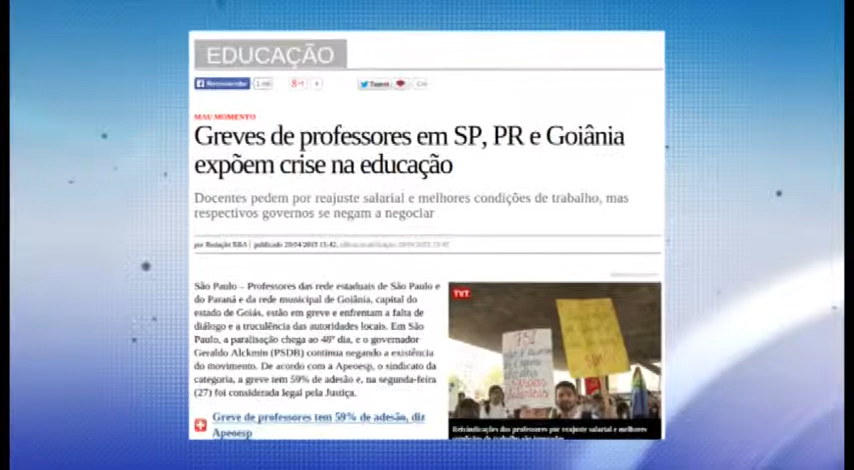 EDUCAÇÃO
Recomendar
Tweet
MAU MOMENTO
Greves de professores em SP, PR e Goiânia
expõem crise na educação
Docentes pedem por reajuste salarial e melhores condições de trabalho, mas
respectivos governos se negam a negociar
por Redação RBA publicado
São Paulo – Professores das rede estaduais de São Paulo e
do Paraná e da rede municipal de Goiânia, capital do
estado de Goiás, estão em greve e enfrentam a falta de
diálogo e a truculência das autoridades locais. Em São
Paulo, a paralisação chega ao 48º dia, e o governador
Geraldo Alckmin (PSDB) continua negando a existência
do movimento. De acordo com a Apeoesp, o sindicato da
categoria, a greve tem 59% de adesão e, na segunda-feira
(27) foi considerada legal pela Justiça.
Greve de professores tem 59% de adesão, diz
Apeoesp
TVT
Reivindicações dos professores por reajuste salarial e melhores